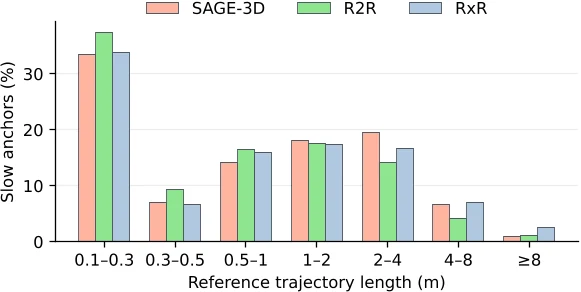 SAGE-3D R2R RxR
Slow anchors (%)
30
20
10
0
0.1–0.3 0.3–0.5 0.5–1 1–2 2–4 4–8 ≥8
Reference trajectory length (m)